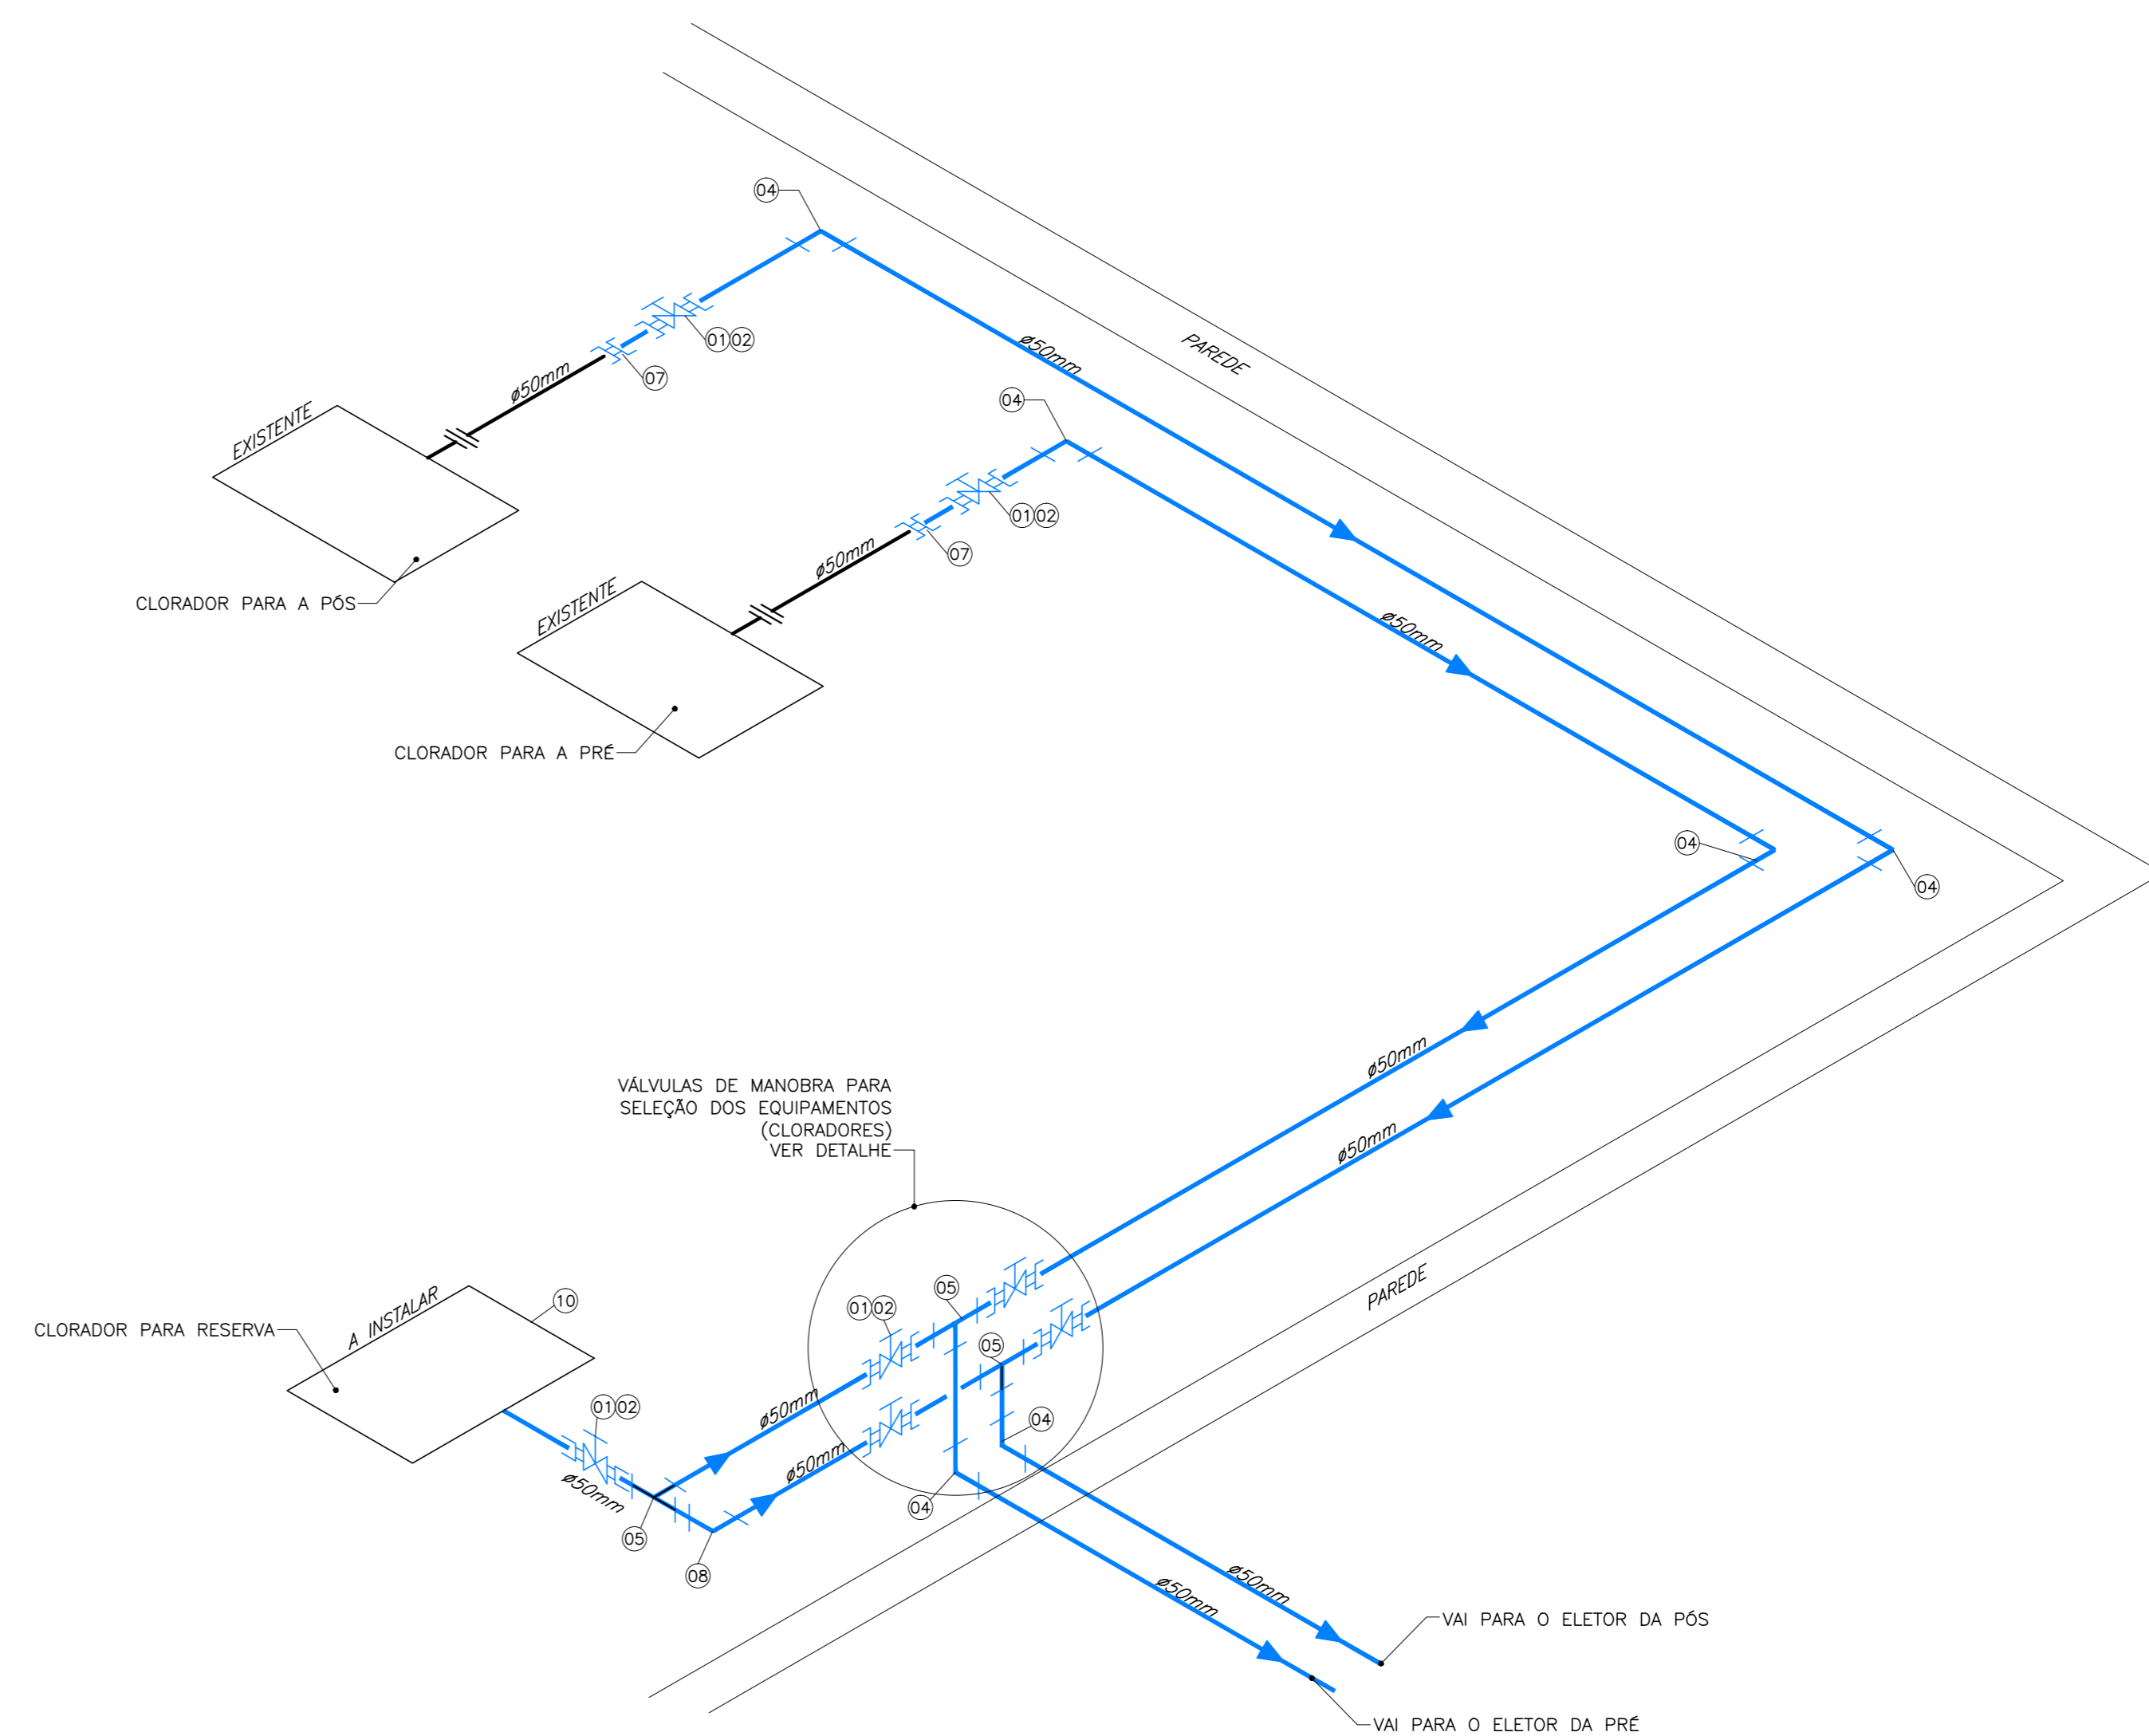 04
PAREDE
ø50mm
01 02
07
ø50mm
04
EXISTENTE
01 02
07
ø50mm
CLORADOR PARA A PÓS
EXISTENTE
ø50mm
CLORADOR PARA A PRÉ
04
04
ø50mm
VÁLVULAS DE MANOBRA PARA
SELEÇÃO DOS EQUIPAMENTOS
(CLORADORES)
VER DETALHE
ø50mm
PAREDE
05
10
01 02
A INSTALAR
CLORADOR PARA RESERVA
05
01 02
ø50mm
04
ø50mm
ø50mm
04
05
08
ø50mm
ø50mm
VAI PARA O ELETOR DA PÓS
VAI PARA O ELETOR DA PRÉ